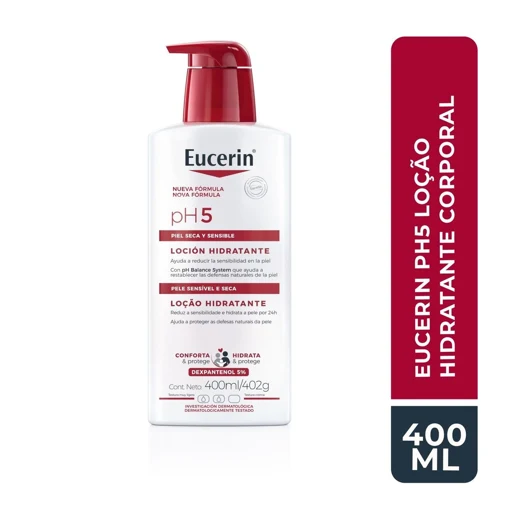 Eucerin®
NUEVA FÓRMULA
NOVA FÓRMULA
pH5
PIEL SECA Y SENSIBLE
LOCIÓN HIDRATANTE
Ayuda a reducir la sensibilidad en la piel
Con pH Balance System que ayuda a
restablecer las defensas naturales de la piel
PELE SENSÍVEL E SECA
LOÇÃO HIDRATANTE
Reduz a sensibilidade e hidrata a pele por 24h
Ajuda a proteger as defesas naturais da pele
CONFORTA & protege
HIDRATA & protege
DEXPANTENOL 5%
Cont. Neto. 400ml/402g
INVESTIGACIÓN DERMATOLÓGICA
DERMATOLOGICAMENTE TESTADO
EUCERIN PH5 LOÇÃO
HIDRATANTE CORPORAL
400
ML